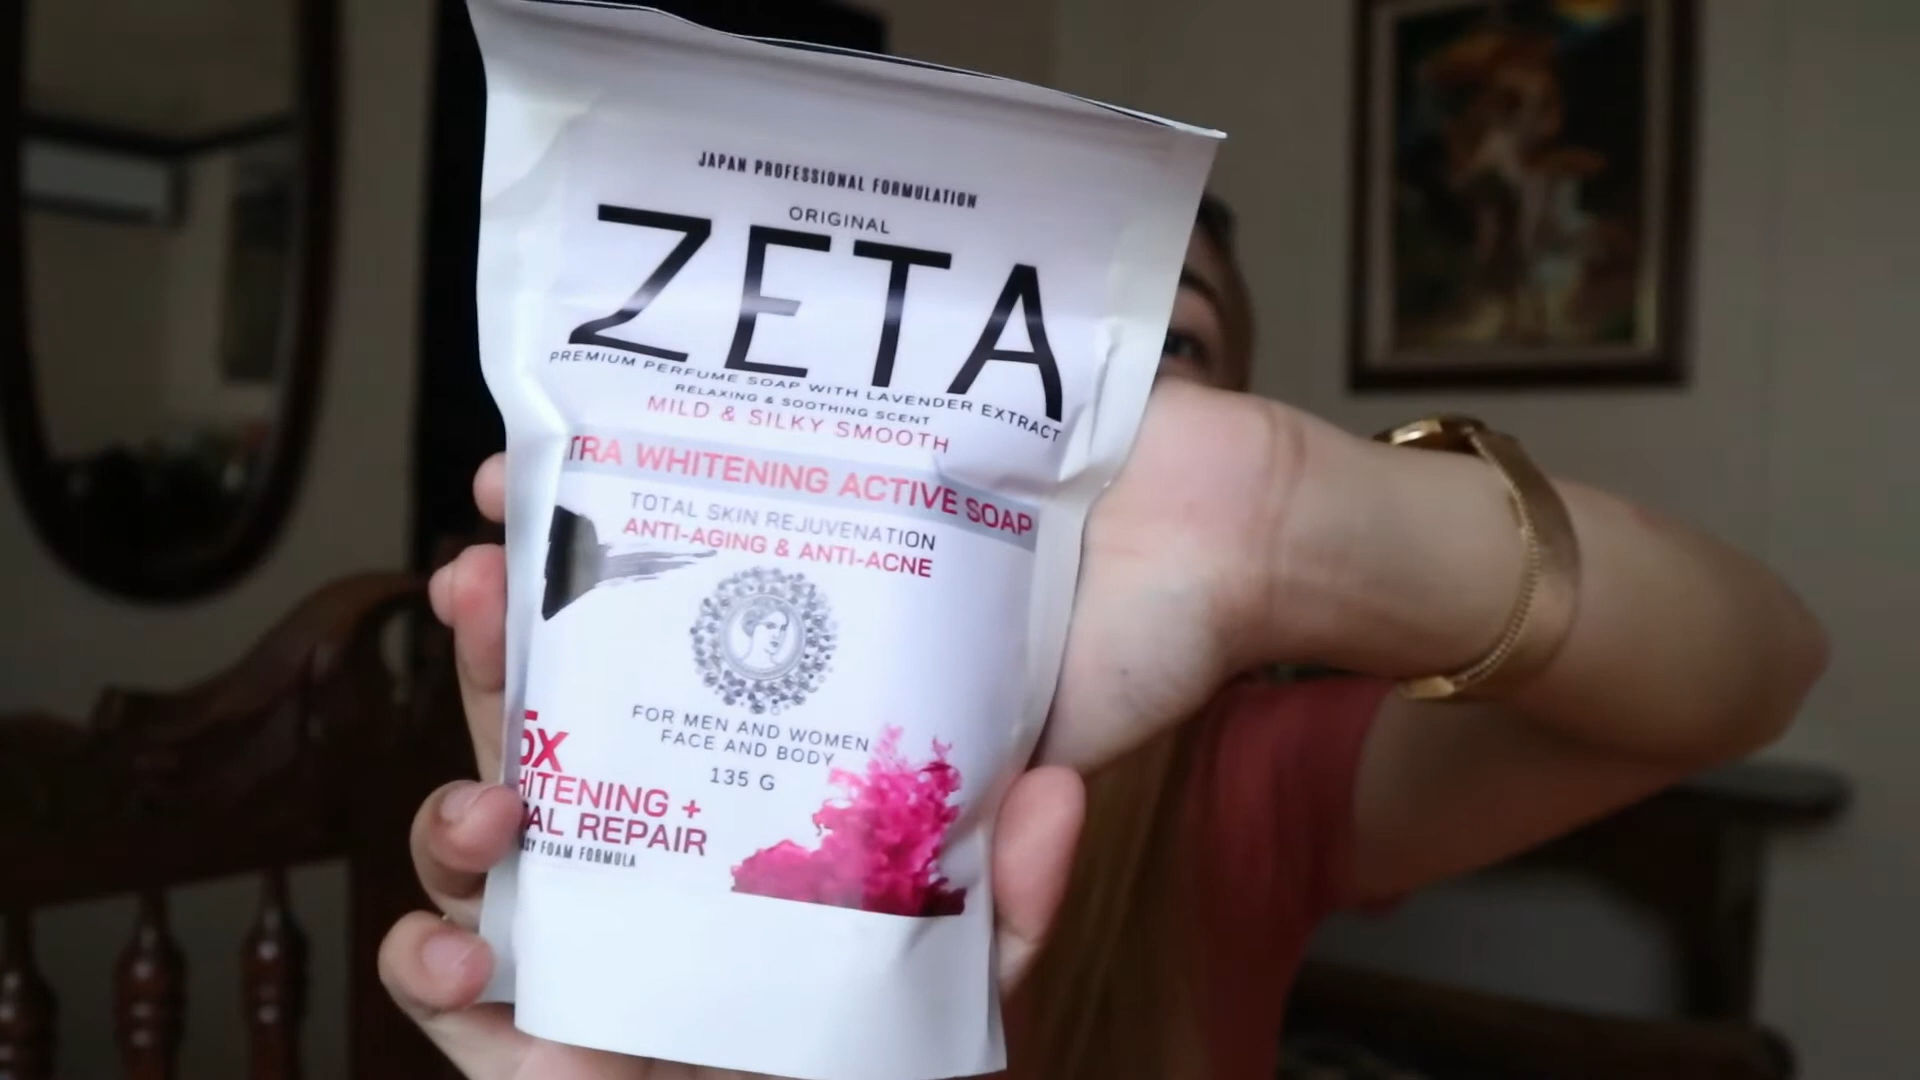 JAPAN PROFESSIONAL FORMULATION
ORIGINAL
ZETA
PREMIUM PERFUME SOAP WITH LAVENDER EXTRACT
RELAXING & SOOTHING SCENT
MILD & SILKY SMOOTH
TRA WHITENING ACTIVE SOAP
TOTAL SKIN REJUVENATION
ANTI-AGING & ANTI-ACNE
FOR MEN AND WOMEN
FACE AND BODY
135 G
5X
HITENING +
REPAIR
FOAM FORMULA